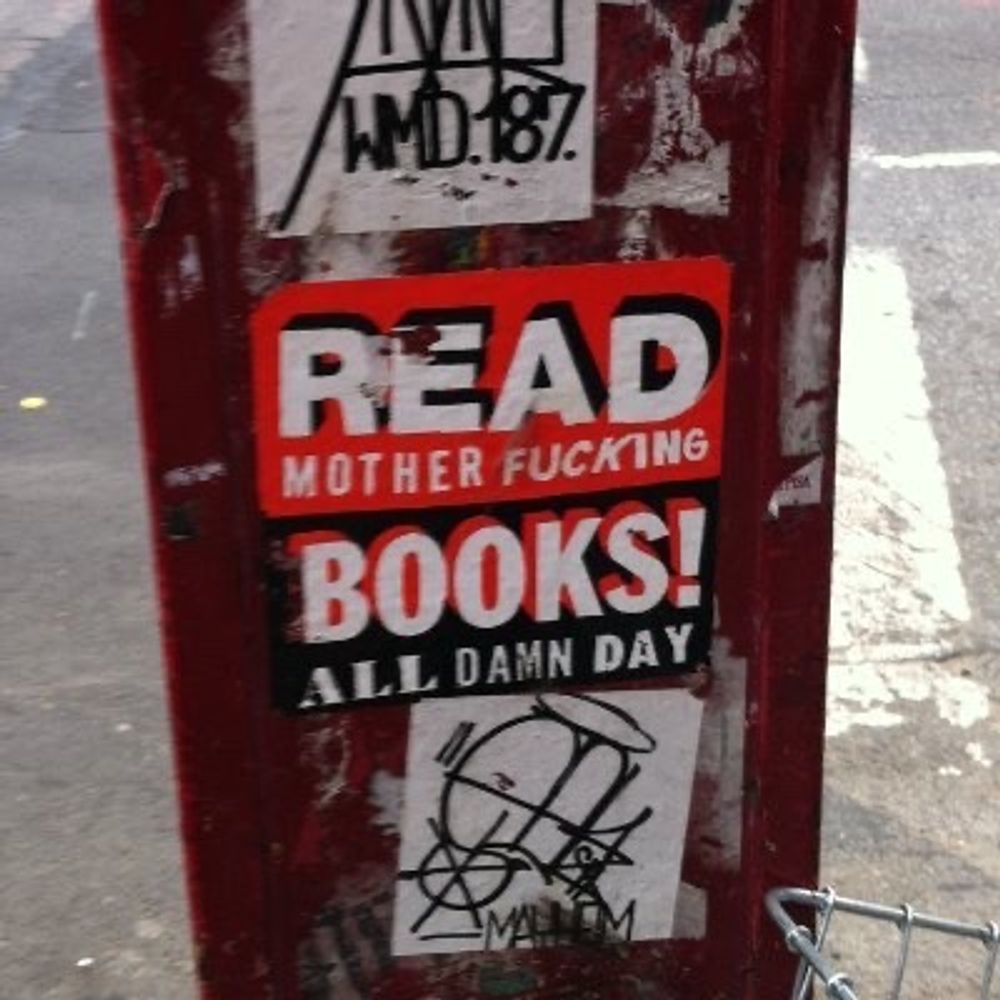 WMD.187.
READ
MOTHER FUCKING
BOOKS!
ALL DAMN DAY